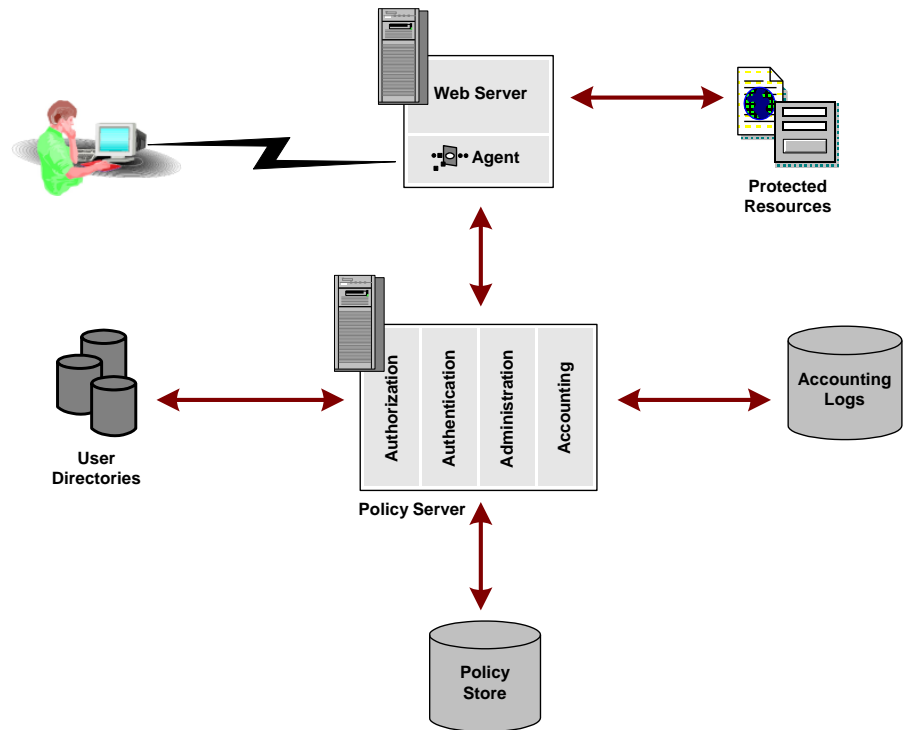 Web Server
Agent
Protected
Resources
Authorization
Authentication
Administration
Accounting
Accounting
Logs
User
Directories
Policy Server
Policy
Store